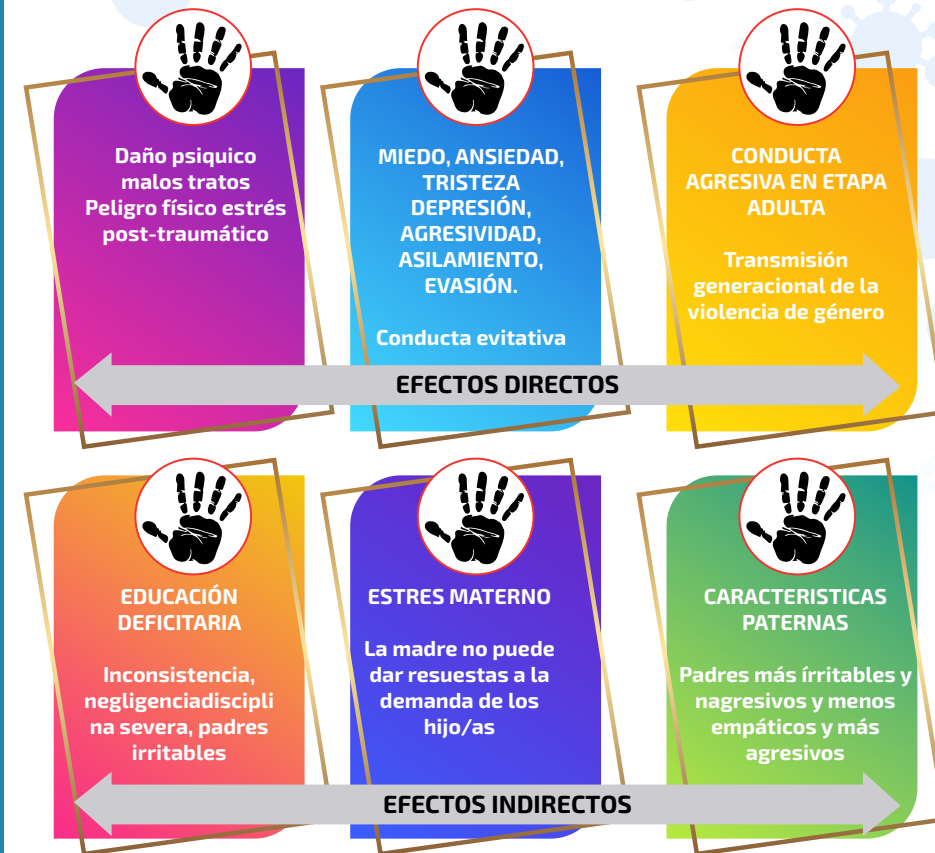 Daño psiquico
malos tratos
Peligro físico estrés
post-traumático
MIEDO, ANSIEDAD,
TRISTEZA
DEPRESIÓN,
AGRESIVIDAD,
ASILAMIENTO,
EVASIÓN.
Conducta evitativa
CONDUCTA
AGRESIVA EN ETAPA
ADULTA
Transmisión
generacional de la
violencia de género
EFECTOS DIRECTOS
EDUCACIÓN
DEFICITARIA
Inconsistencia,
negligenciadiscipli
na severa, padres
irritables
ESTRES MATERNO
La madre no puede
dar resuestas a la
demanda de los
hijo/as
CARACTERISTICAS
PATERNAS
Padres más írritables y
nagresivos y menos
empáticos y más
agresivos
EFECTOS INDIRECTOS